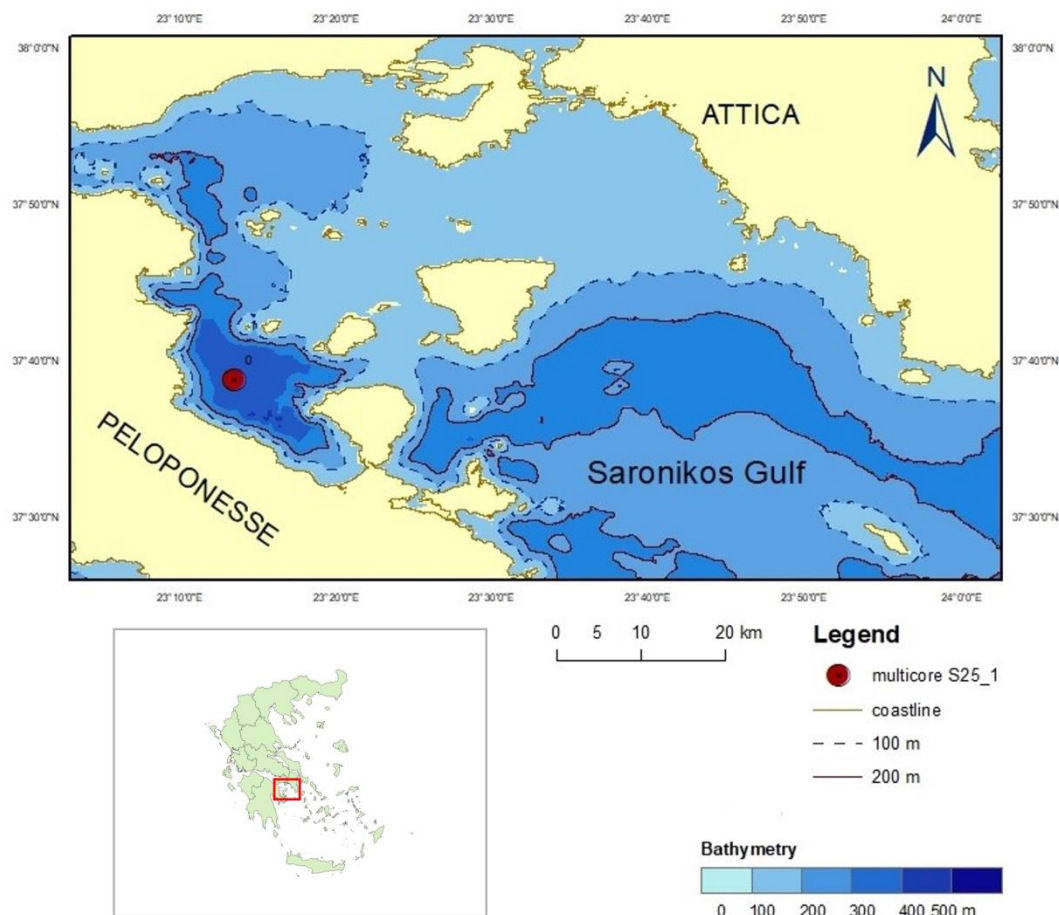 23°10'0"E 23°20'0"E 23°30'0"E 23°40'0"E 23°50'0"E 24°0'0"E
38°0'0"N 38°0'0"N
N
ATTICA
37°50'0"N 37°50'0"N
37°40'0"N 0 37°40'0"N
PELOPONESSE
Saronikos Gulf
37°30'0"N 37°30'0"N
23°10'0"E 23°20'0"E 23°30'0"E 23°40'0"E 23°50'0"E 24°0'0"E
0 5 10 20 km
Legend
multicore S25_1
coastline
100 m
200 m
Bathymetry
0 100 200 300 400 500 m